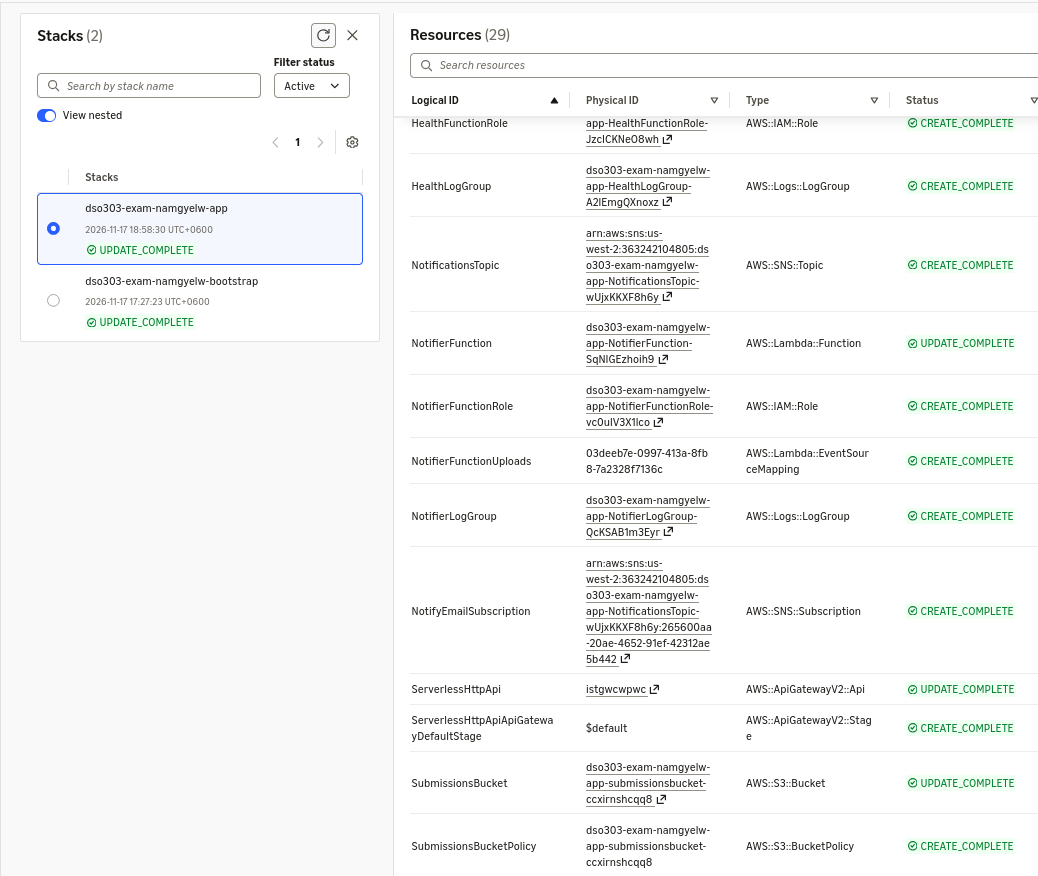 Stacks (2)
Search by stack name
Filter status
Active
View nested
1
Stacks
dso303-exam-namgyelw-app
2026-11-17 18:58:30 UTC+0600
UPDATE_COMPLETE
dso303-exam-namgyelw-bootstrap
2026-11-17 17:27:23 UTC+0600
UPDATE_COMPLETE
Resources (29)
Search resources
Logical ID
Physical ID
Type
Status
HealthFunctionRole
app-HealthFunctionRole-
JzcICKNeO8wh
AWS::IAM::Role
CREATE_COMPLETE
HealthLogGroup
dso303-exam-namgyelw-
app-HealthLogGroup-
A2IEmgQXnoxz
AWS::Logs::LogGroup
CREATE_COMPLETE
NotificationsTopic
arn:aws:sns:us-
west-2:363242104805:ds
o303-exam-namgyelw-
app-NotificationsTopic-
wUjxKKXF8h6y
AWS::SNS::Topic
CREATE_COMPLETE
NotifierFunction
dso303-exam-namgyelw-
app-NotifierFunction-
SqNIGEzhoih9
AWS::Lambda::Function
UPDATE_COMPLETE
NotifierFunctionRole
dso303-exam-namgyelw-
app-NotifierFunctionRole-
vc0uIV3X1Ico
AWS::IAM::Role
CREATE_COMPLETE
NotifierFunctionUploads
03deeb7e-0997-413a-8fb
8-7a2328f7136c
AWS::Lambda::EventSour
ceMapping
CREATE_COMPLETE
NotifierLogGroup
dso303-exam-namgyelw-
app-NotifierLogGroup-
QcKSAB1m3Eyr
AWS::Logs::LogGroup
CREATE_COMPLETE
NotifyEmailSubscription
arn:aws:sns:us-
west-2:363242104805:ds
o303-exam-namgyelw-
app-NotificationsTopic-
wUjxKKXF8h6y:265600aa
-20ae-4652-91ef-42312ae
5b442
AWS::SNS::Subscription
CREATE_COMPLETE
ServerlessHttpApi
istgwcwpwc
AWS::ApiGatewayV2::Api
UPDATE_COMPLETE
ServerlessHttpApiApiGatewa
yDefaultStage
$default
AWS::ApiGatewayV2::Stag
e
CREATE_COMPLETE
SubmissionsBucket
dso303-exam-namgyelw-
app-submissionsbucket-
ccxirnshcqq8
AWS::S3::Bucket
UPDATE_COMPLETE
SubmissionsBucketPolicy
dso303-exam-namgyelw-
app-submissionsbucket-
ccxirnshcqq8
AWS::S3::BucketPolicy
CREATE_COMPLETE